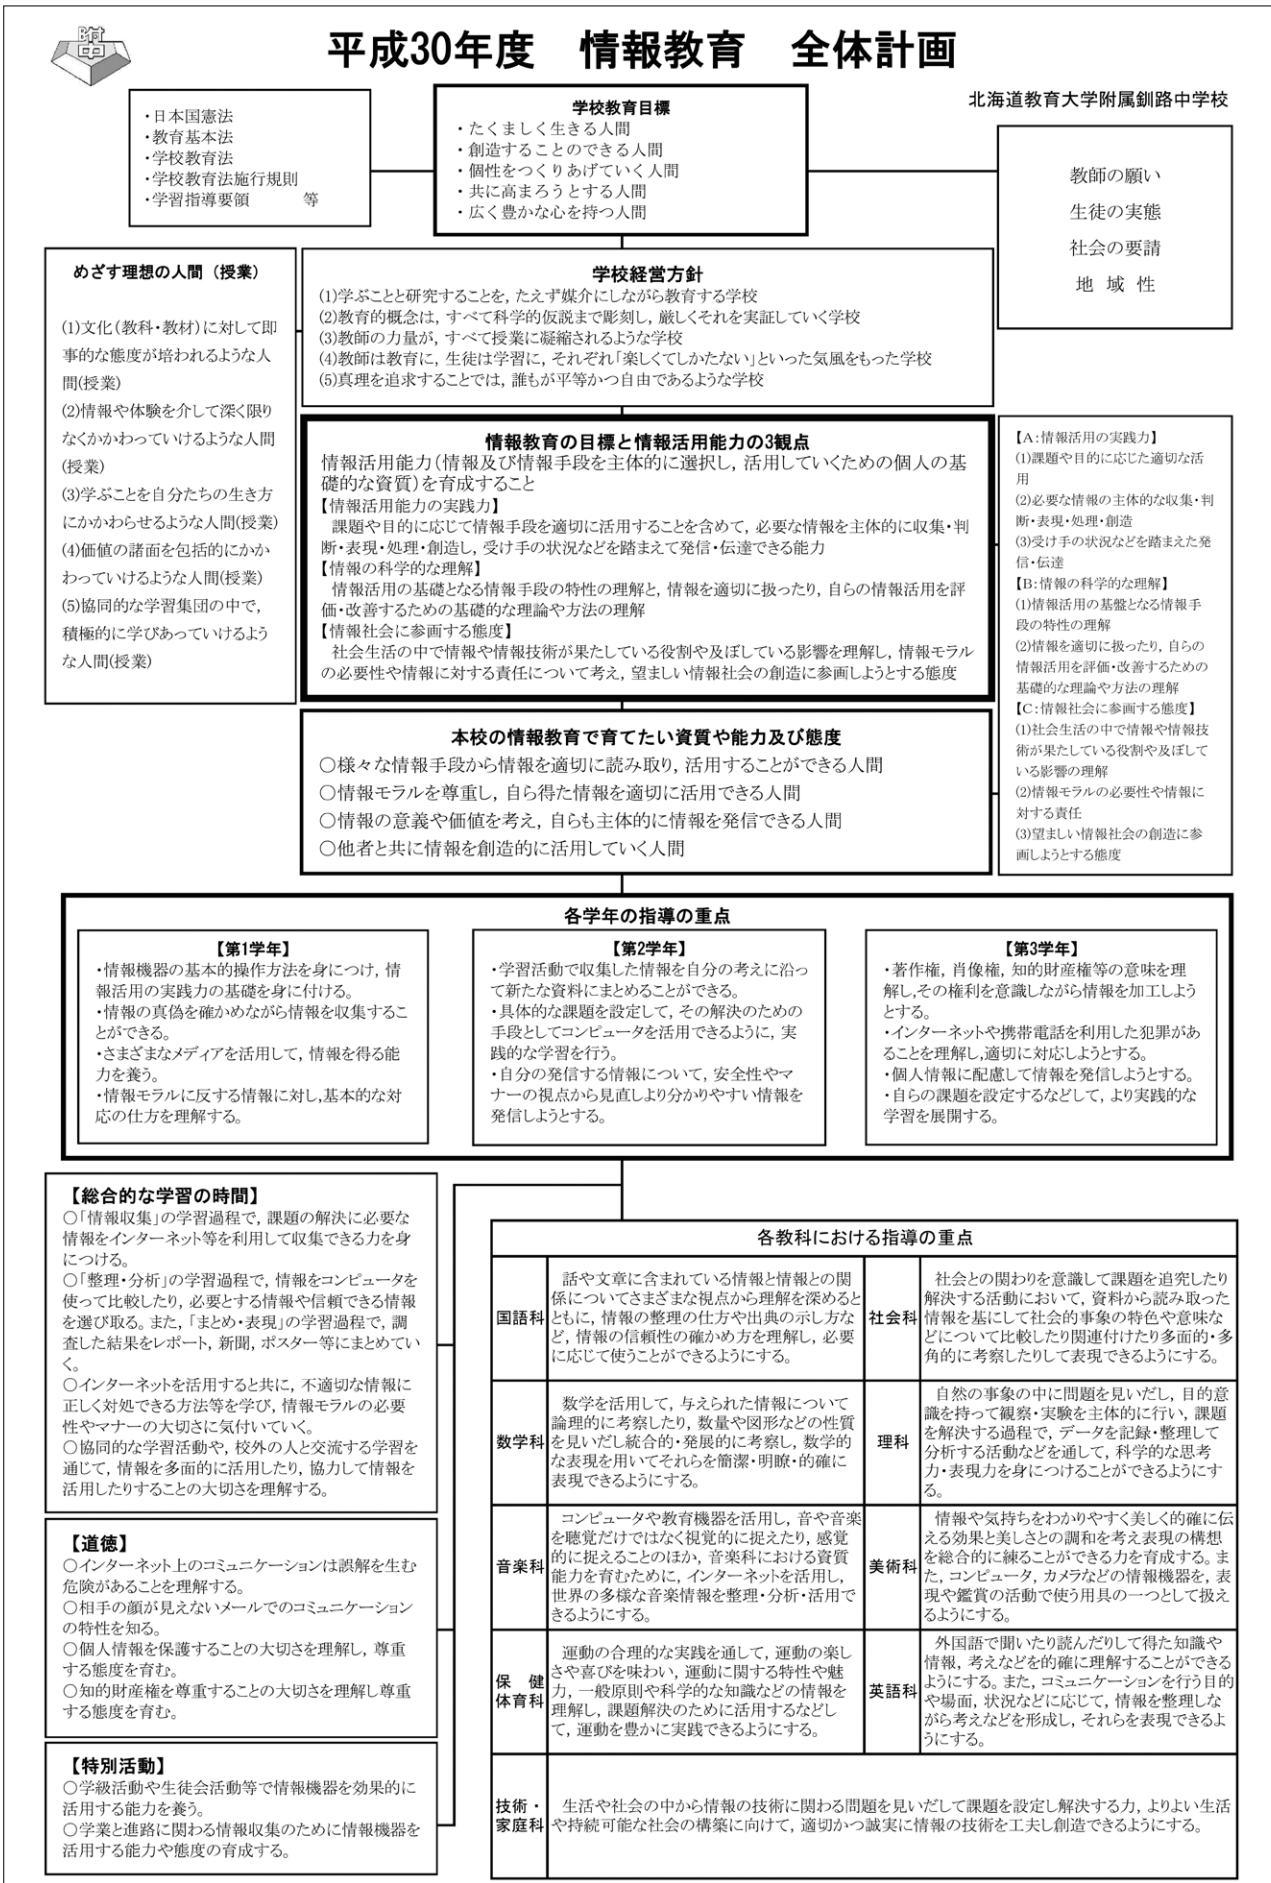 附中
平成30年度　情報教育　全体計画
北海道教育大学附属釧路中学校
・日本国憲法
・教育基本法
・学校教育法
・学校教育法施行規則
・学習指導要領　　　等
学校教育目標
・たくましく生きる人間
・創造することのできる人間
・個性をつくりあげていく人間
・共に高まろうとする人間
・広く豊かな心を持つ人間
教師の願い
生徒の実態
社会の要請
地 域 性
めざす理想の人間（授業）
(1)文化（教科・教材）に対して即
事的な態度が培われるような人
間(授業)
(2)情報や体験を介して深く限り
なくかかわっていけるような人間
(授業)
(3)学ぶことを自分たちの生き方
にかかわらせるような人間(授業)
(4)価値の諸面を包括的にかか
わっていけるような人間(授業)
(5)協同的な学習集団の中で，
積極的に学びあっていけるよう
な人間(授業)
学校経営方針
(1)学ぶことと研究することを，たえず媒介にしながら教育する学校
(2)教育的概念は，すべて科学的仮説まで彫刻し，厳しくそれを実証していく学校
(3)教師の力量が，すべて授業に凝縮されるような学校
(4)教師は教育に，生徒は学習に，それぞれ「楽しくてしかたない」といった気風をもった学校
(5)真理を追求することでは，誰もが平等かつ自由であるような学校
情報教育の目標と情報活用能力の3観点
情報活用能力（情報及び情報手段を主体的に選択し，活用していくための個人の基
礎的な資質）を育成すること
【情報活用能力の実践力】
課題や目的に応じて情報手段を適切に活用することを含めて，必要な情報を主体的に収集・判
断・表現・処理・創造し，受け手の状況などを踏まえて発信・伝達できる能力
【情報の科学的な理解】
情報活用の基礎となる情報手段の特性の理解と，情報を適切に扱ったり，自らの情報活用を評
価・改善するための基礎的な理論や方法の理解
【情報社会に参画する態度】
社会生活の中で情報や情報技術が果たしている役割や及ぼしている影響を理解し，情報モラル
の必要性や情報に対する責任について考え，望ましい情報社会の創造に参画しようとする態度
【A:情報活用の実践力】
(1)課題や目的に応じた適切な活
用
(2)必要な情報の主体的な収集・判
断・表現・処理・創造
(3)受け手の状況などを踏まえた発
信・伝達
【B:情報の科学的な理解】
(1)情報活用の基盤となる情報手
段の特性の理解
(2)情報を適切に扱ったり，自らの
情報活用を評価・改善するための
基礎的な理論や方法の理解
【C:情報社会に参画する態度】
(1)社会生活の中で情報や情報技
術が果たしている役割や及ぼして
いる影響の理解
(2)情報モラルの必要性や情報に
対する責任
(3)望ましい情報社会の創造に参
画しようとする態度
本校の情報教育で育てたい資質や能力及び態度
○様々な情報手段から情報を適切に読み取り，活用することができる人間
○情報モラルを尊重し，自ら得た情報を適切に活用できる人間
○情報の意義や価値を考え，自らも主体的に情報を発信できる人間
○他者と共に情報を創造的に活用していく人間
各学年の指導の重点
【第1学年】
・情報機器の基本的操作方法を身につけ，情
報活用の実践力の基礎を身に付ける。
・情報の真偽を確かめながら情報を収集するこ
とができる。
・さまざまなメディアを活用して，情報を得る能
力を養う。
・情報モラルに反する情報に対し,基本的な対
応の仕方を理解する。
【第2学年】
・学習活動で収集した情報を自分の考えに沿っ
て新たな資料にまとめることができる。
・具体的な課題を設定して，その解決のための
手段としてコンピュータを活用できるように，実
践的な学習を行う。
・自分の発信する情報について，安全性やマ
ナーの視点から見直しより分かりやすい情報を
発信しようとする。
【第3学年】
・著作権，肖像権，知的財産権等の意味を理
解し,その権利を意識しながら情報を加工しよう
とする。
・インターネットや携帯電話を利用した犯罪があ
ることを理解し,適切に対応しようとする。
・個人情報に配慮して情報を発信しようとする。
・自らの課題を設定するなどして，より実践的な
学習を展開する。
【総合的な学習の時間】
○「情報収集」の学習過程で，課題の解決に必要な
情報をインターネット等を利用して収集できる力を身
につける。
○「整理・分析」の学習過程で，情報をコンピュータを
使って比較したり，必要とする情報や信頼できる情報
を選び取る。また，「まとめ・表現」の学習過程で，調
査した結果をレポート，新聞，ポスター等にまとめてい
く。
○インターネットを活用すると共に，不適切な情報に
正しく対処できる方法等を学び，情報モラルの必要
性やマナーの大切さに気付いていく。
○協同的な学習活動や，校外の人と交流する学習を
通じて，情報を多面的に活用したり，協力して情報を
活用したりすることの大切さを理解する。
【道徳】
○インターネット上のコミュニケーションは誤解を生む
危険があることを理解する。
○相手の顔が見えないメールでのコミュニケーション
の特性を知る。
○個人情報を保護することの大切さを理解し，尊重
する態度を育む。
○知的財産権を尊重することの大切さを理解し尊重
する態度を育む。
【特別活動】
○学級活動や生徒会活動等で情報機器を効果的に
活用する能力を養う。
○学業と進路に関わる情報収集のために情報機器を
活用する能力や態度の育成する。
各教科における指導の重点
国語科
話や文章に含まれている情報と情報との関
係についてさまざまな視点から理解を深めると
ともに，情報の整理の仕方や出典の示し方な
ど，情報の信頼性の確かめ方を理解し，必要
に応じて使うことができるようにする。
社会科
社会との関わりを意識して課題を追究したり
解決する活動において，資料から読み取った
情報を基にして社会的事象の特色や意味な
どについて比較したり関連付けたり多面的・多
角的に考察したりして表現できるようにする。
数学科
数学を活用して，与えられた情報について
論理的に考察したり，数量や図形などの性質
を見いだし統合的・発展的に考察し，数学的
な表現を用いてそれらを簡潔・明瞭・的確に
表現できるようにする。
理科
自然の事象の中に問題を見いだし，目的意
識を持って観察・実験を主体的に行い，課題
を解決する過程で，データを記録・整理して
分析する活動などを通して，科学的な思考
力・表現力を身につけることができるようにす
る。
音楽科
コンピュータや教育機器を活用し，音や音楽
を聴覚だけではなく視覚的に捉えたり，感覚
的に捉えることのほか，音楽科における資質
能力を育むために，インターネットを活用し，
世界の多様な音楽情報を整理・分析・活用で
きるようにする。
美術科
情報や気持ちをわかりやすく美しく的確に伝
える効果と美しさとの調和を考え表現の構想
を総合的に練ることができる力を育成する。ま
た，コンピュータ，カメラなどの情報機器を，表
現や鑑賞の活動で使う用具の一つとして扱え
るようにする。
保　健
体育科
運動の合理的な実践を通して，運動の楽し
さや喜びを味わい，運動に関する特性や魅
力，一般原則や科学的な知識などの情報を
理解し，課題解決のために活用するなどし
て，運動を豊かに実践できるようにする。
英語科
外国語で聞いたり読んだりして得た知識や
情報，考えなどを的確に理解することができる
ようにする。また，コミュニケーションを行う目的
や場面，状況などに応じて，情報を整理しな
がら考えなどを形成し，それらを表現できるよ
うにする。
技術・
家庭科
生活や社会の中から情報の技術に関わる問題を見いだして課題を設定し解決する力，よりよい生活
や持続可能な社会の構築に向けて，適切かつ誠実に情報の技術を工夫し創造できるようにする。